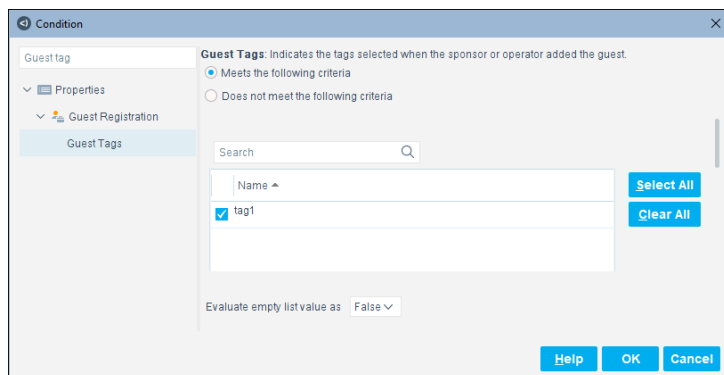 Condition
Guest tag
Properties
Guest Registration
Guest Tags
Guest Tags: Indicates the tags selected when the sponsor or operator added the guest.
Meets the following criteria
Does not meet the following criteria
Search
Name
tag1
Select All
Clear All
Evaluate empty list value as False
Help OK Cancel